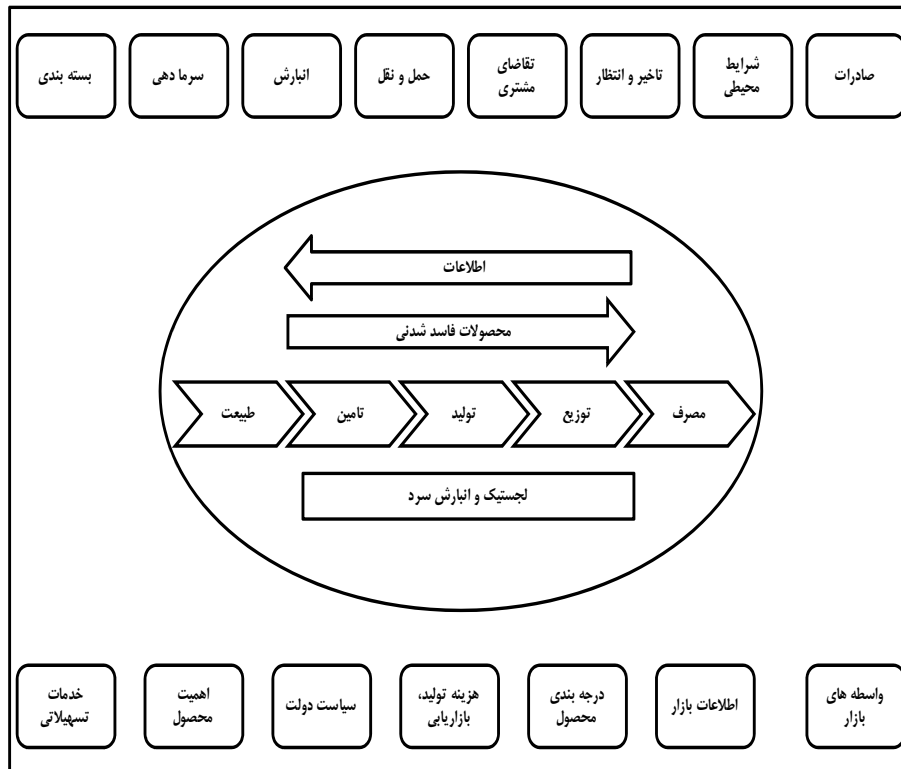 صادرات
شرایط
محیطی
تاخیر و انتظار
تقاضای
مشتری
حمل و نقل
انبارش
سرما دهی
بسته بندی
اطلاعات
محصولات فاسد شدنی
طبیعت
تامین
تولید
توزیع
مصرف
لجستیک و انبارش سرد
واسطه های
بازار
اطلاعات بازار
درجه بندی
محصول
هزینه تولید،
بازاریابی
سیاست دولت
اهمیت
محصول
خدمات
تسهیلاتی